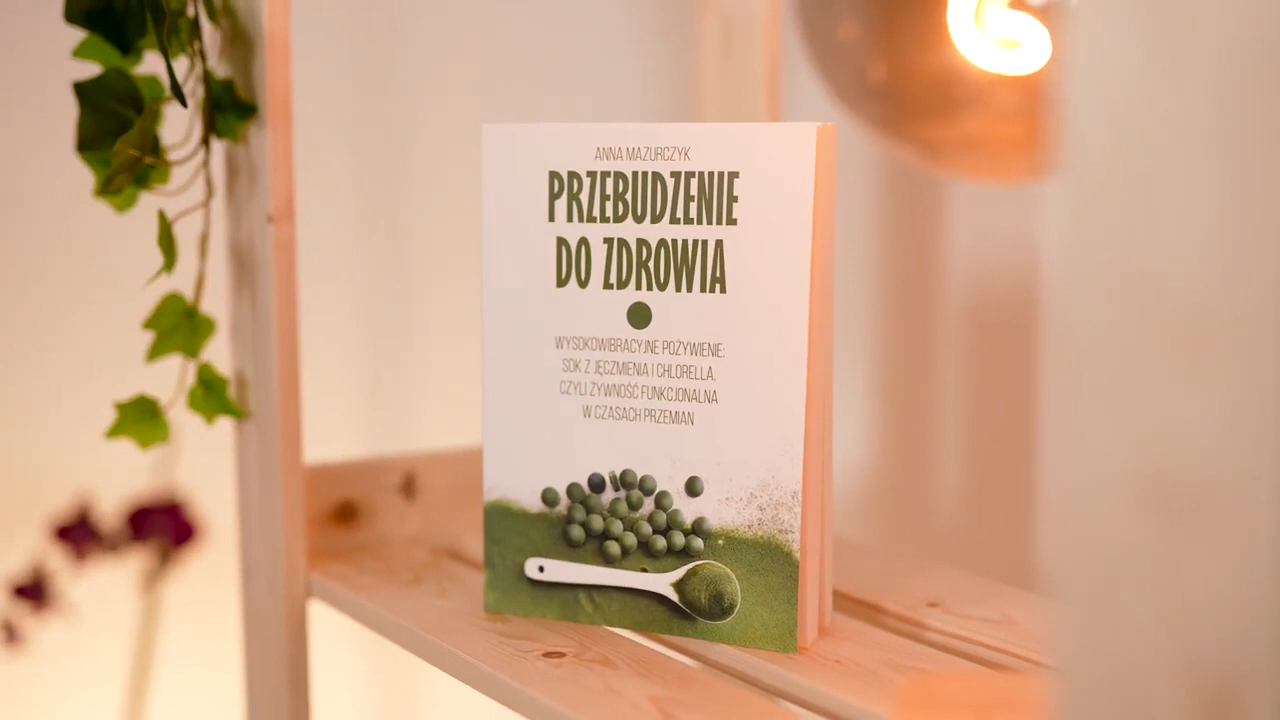 ANNA MAZURCZYK
PRZEBUDZENIE
DO ZDROWIA
WYSOKOWIBRACYJNE POŻYWIENIE:
SOK Z JĘCZMIENIA I CHLORELLA,
CZYLI ŻYWNOŚĆ FUNKCJONALNA
W CZASACH PRZEMIAN